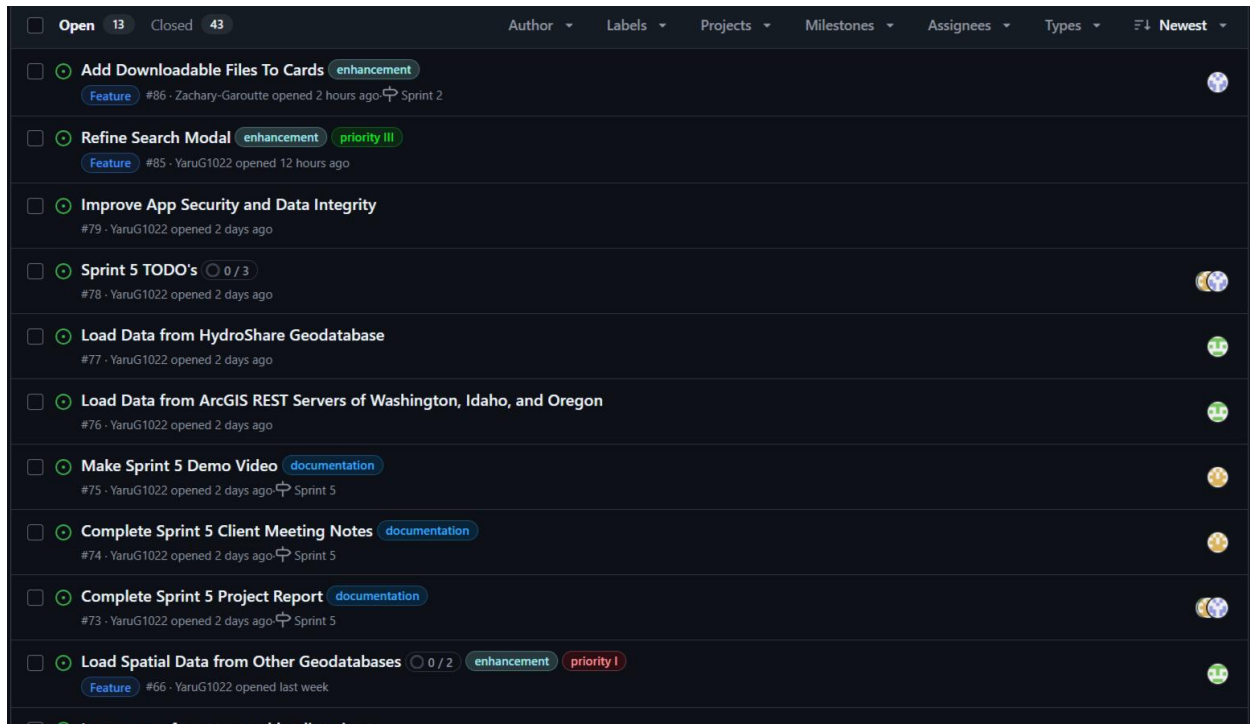 Open 13 Closed 43 Author Labels Projects Milestones Assignees Types Newest
Add Downloadable Files To Cards enhancement
Feature #86 · Zachary-Garoutte opened 2 hours ago · Sprint 2
Refine Search Modal enhancement priority III
Feature #85 · YaruG1022 opened 12 hours ago
Improve App Security and Data Integrity
#79 · YaruG1022 opened 2 days ago
Sprint 5 TODO's 0 / 3
#78 · YaruG1022 opened 2 days ago
Load Data from HydroShare Geodatabase
#77 · YaruG1022 opened 2 days ago
Load Data from ArcGIS REST Servers of Washington, Idaho, and Oregon
#76 · YaruG1022 opened 2 days ago
Make Sprint 5 Demo Video documentation
#75 · YaruG1022 opened 2 days ago · Sprint 5
Complete Sprint 5 Client Meeting Notes documentation
#74 · YaruG1022 opened 2 days ago · Sprint 5
Complete Sprint 5 Project Report documentation
#73 · YaruG1022 opened 2 days ago · Sprint 5
Load Spatial Data from Other Geodatabases 0 / 2 enhancement priority I
Feature #66 · YaruG1022 opened last week